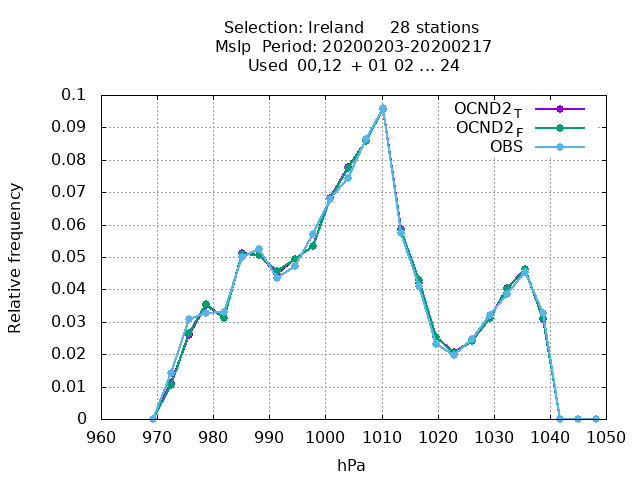 Selection: Ireland     28 stations
Mslp  Period: 20200203-20200217
Used  00,12  + 01 02 ... 24
OCND2_T
OCND2_F
OBS
Relative frequency
0.1
0.09
0.08
0.07
0.06
0.05
0.04
0.03
0.02
0.01
0
960 970 980 990 1000 1010 1020 1030 1040 1050
hPa